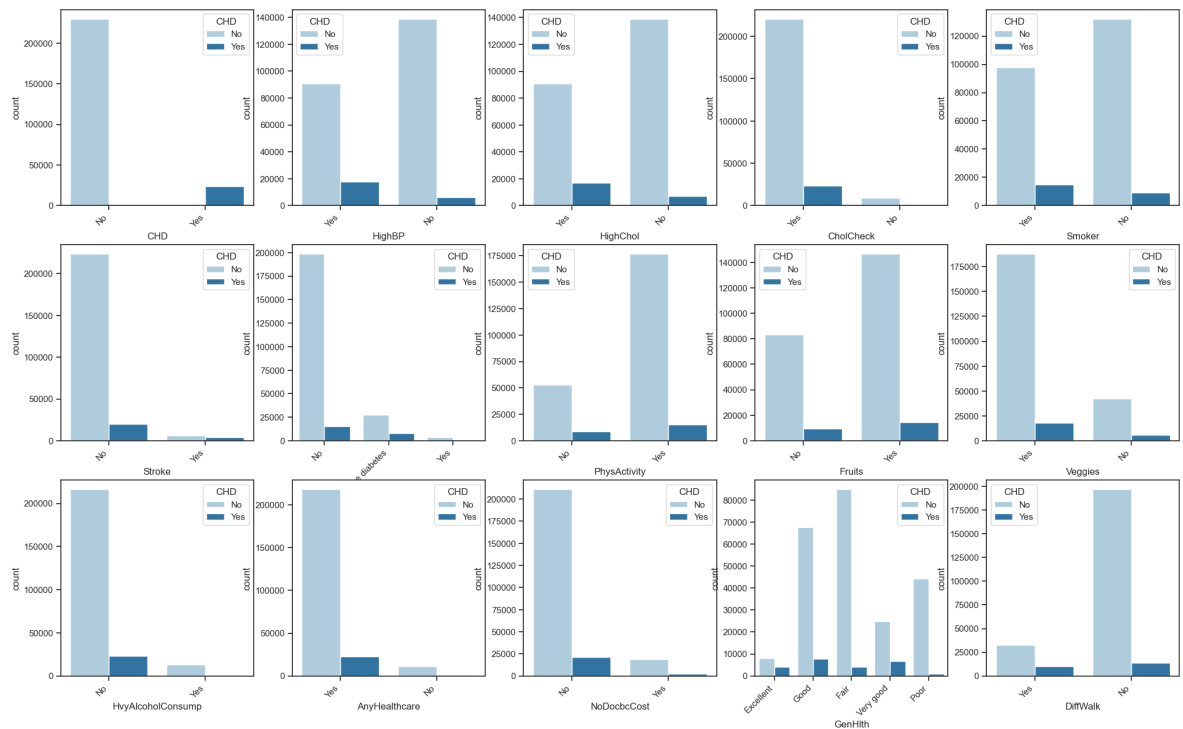 CHD
No
Yes
count
200000
150000
100000
50000
0
No
Yes
CHD
CHD
No
Yes
count
140000
120000
100000
80000
60000
40000
20000
0
Yes
No
HighBP
CHD
No
Yes
count
140000
120000
100000
80000
60000
40000
20000
0
Yes
No
HighChol
CHD
No
Yes
count
200000
150000
100000
50000
0
Yes
No
CholCheck
CHD
No
Yes
count
120000
100000
80000
60000
40000
20000
0
Yes
No
Smoker
CHD
No
Yes
count
200000
150000
100000
50000
0
No
Yes
Stroke
CHD
No
Yes
count
200000
175000
150000
125000
100000
75000
50000
25000
0
No
e diabetes
Yes
CHD
No
Yes
count
175000
150000
125000
100000
75000
50000
25000
0
No
Yes
PhysActivity
CHD
No
Yes
count
140000
120000
100000
80000
60000
40000
20000
0
No
Yes
Fruits
CHD
No
Yes
count
175000
150000
125000
100000
75000
50000
25000
0
Yes
No
Veggies
CHD
No
Yes
count
200000
150000
100000
50000
0
No
Yes
HvyAlcoholConsump
CHD
No
Yes
count
200000
150000
100000
50000
0
Yes
No
AnyHealthcare
CHD
No
Yes
count
200000
175000
150000
125000
100000
75000
50000
25000
0
No
Yes
NoDocbcCost
CHD
No
Yes
count
80000
70000
60000
50000
40000
30000
20000
10000
0
Excellent
Good
Fair
Very good
Poor
GenHlth
CHD
No
Yes
count
200000
175000
150000
125000
100000
75000
50000
25000
0
Yes
No
DiffWalk